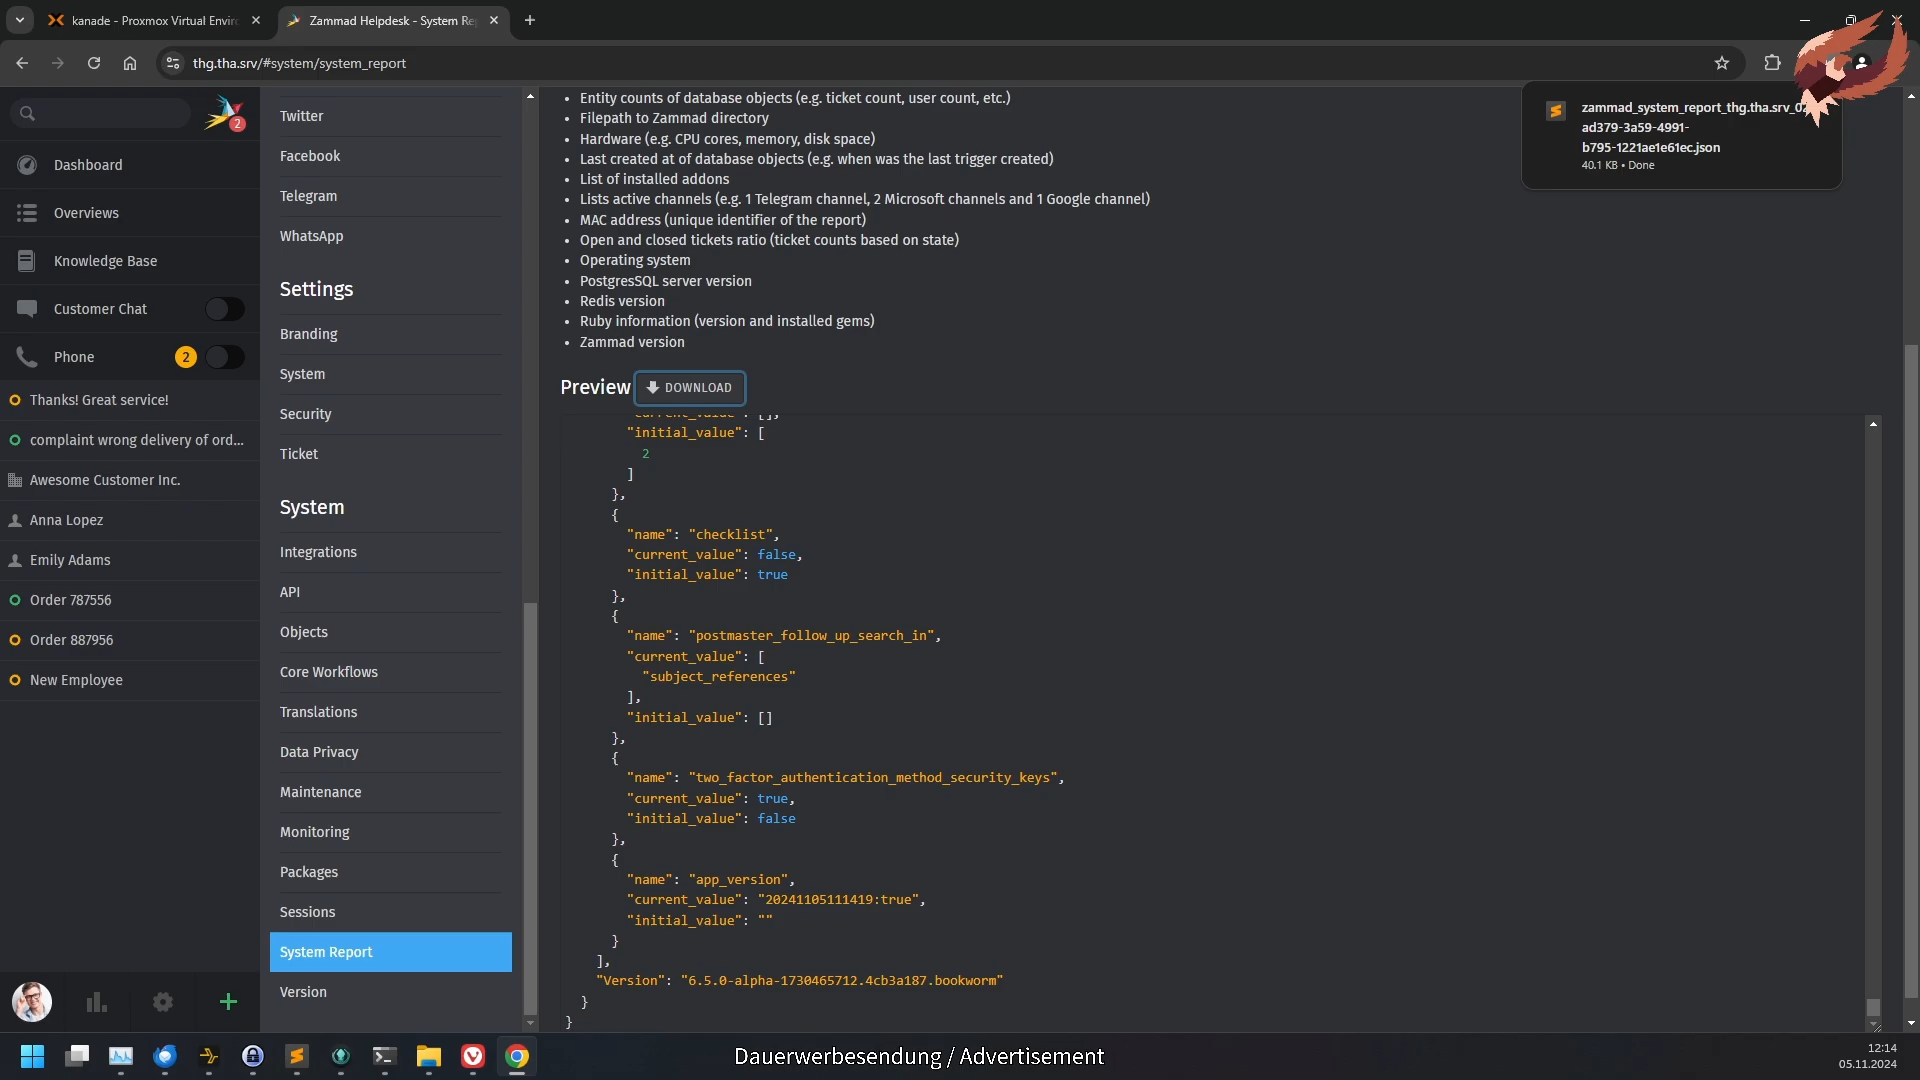 kanade - Proxmox Virtual Envir
Zammad Helpdesk - System Re
thg.tha.srv/#system/system_report
2
Dashboard
Overviews
Knowledge Base
Customer Chat
Phone
2
Thanks! Great service!
complaint wrong delivery of ord...
Awesome Customer Inc.
Anna Lopez
Emily Adams
Order 787556
Order 887956
New Employee
Twitter
Facebook
Telegram
WhatsApp
Settings
Branding
System
Security
Ticket
System
Integrations
API
Objects
Core Workflows
Translations
Data Privacy
Maintenance
Monitoring
Packages
Sessions
System Report
Version
• Entity counts of database objects (e.g. ticket count, user count, etc.)
• Filepath to Zammad directory
• Hardware (e.g. CPU cores, memory, disk space)
• Last created at of database objects (e.g. when was the last trigger created)
• List of installed addons
• Lists active channels (e.g. 1 Telegram channel, 2 Microsoft channels and 1 Google channel)
• MAC address (unique identifier of the report)
• Open and closed tickets ratio (ticket counts based on state)
• Operating system
• PostgresSQL server version
• Redis version
• Ruby information (version and installed gems)
• Zammad version
Preview
DOWNLOAD
"current_value": [],
"initial_value": [
2
]
},
{
"name": "checklist",
"current_value": false,
"initial_value": true
},
{
"name": "postmaster_follow_up_search_in",
"current_value": [
"subject_references"
],
"initial_value": []
},
{
"name": "two_factor_authentication_method_security_keys",
"current_value": true,
"initial_value": false
},
{
"name": "app_version",
"current_value": "20241105111419:true",
"initial_value": ""
}
],
"Version": "6.5.0-alpha-1730465712.4cb3a187.bookworm"
}
}
zammad_system_report_thg.tha.srv_0
ad379-3a59-4991-
b795-1221ae1e61ec.json
40.1 KB • Done
Dauerwerbesendung / Advertisement
12:14
05.11.2024